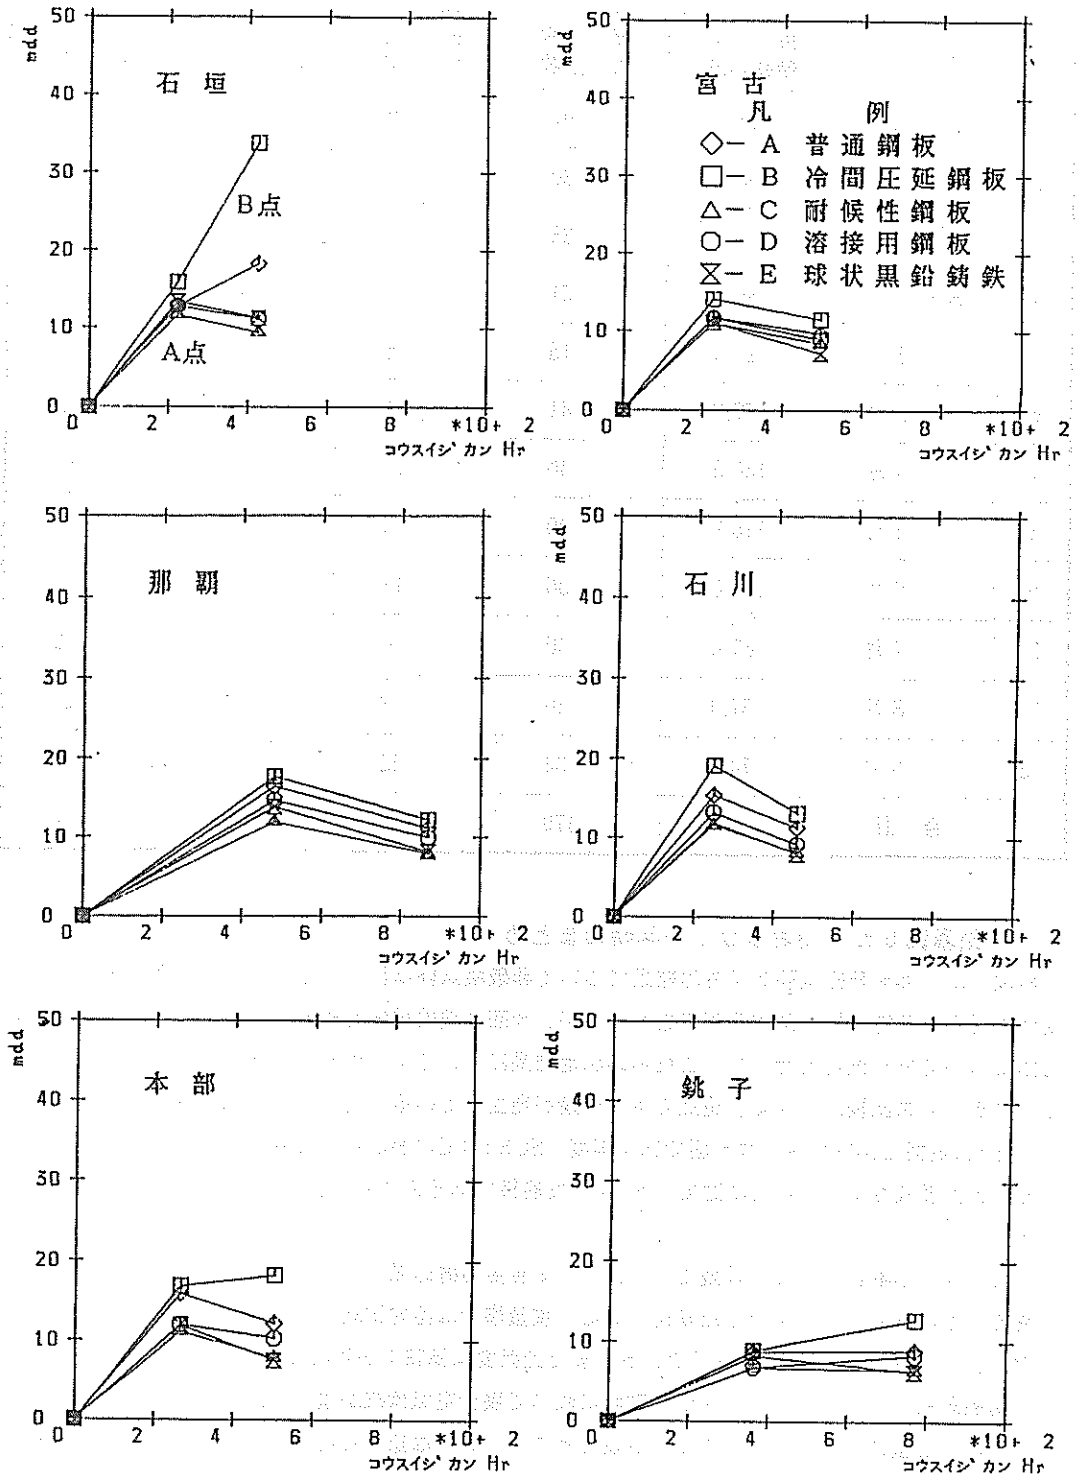 mdd
50
40
30
20
10
0
石垣
B点
A点
0 2 4 6 8 *10+ 2
コウスイジカン Hr
mdd
50
40
30
20
10
0
宮古
凡例
◇- A 普通鋼板
□- B 冷間圧延鋼板
△- C 耐候性鋼板
○- D 溶接用鋼板
⧖- E 球状黒鉛鋳鉄
0 2 4 6 8 *10+ 2
コウスイジカン Hr
mdd
50
40
30
20
10
0
那覇
0 2 4 6 8 *10+ 2
コウスイジカン Hr
mdd
50
40
30
20
10
0
石川
0 2 4 6 8 *10+ 2
コウスイジカン Hr
mdd
50
40
30
20
10
0
本部
0 2 4 6 8 *10+ 2
コウスイジカン Hr
mdd
50
40
30
20
10
0
銚子
0 2 4 6 8 *10+ 2
コウスイジカン Hr